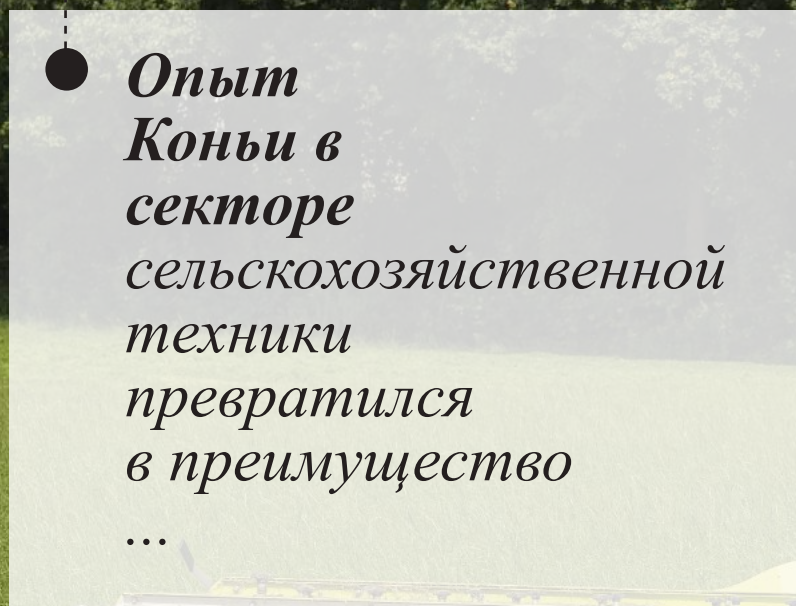 Опыт
Коньи в
секторе
сельскохозяйственной
техники
превратился
в преимущество
...